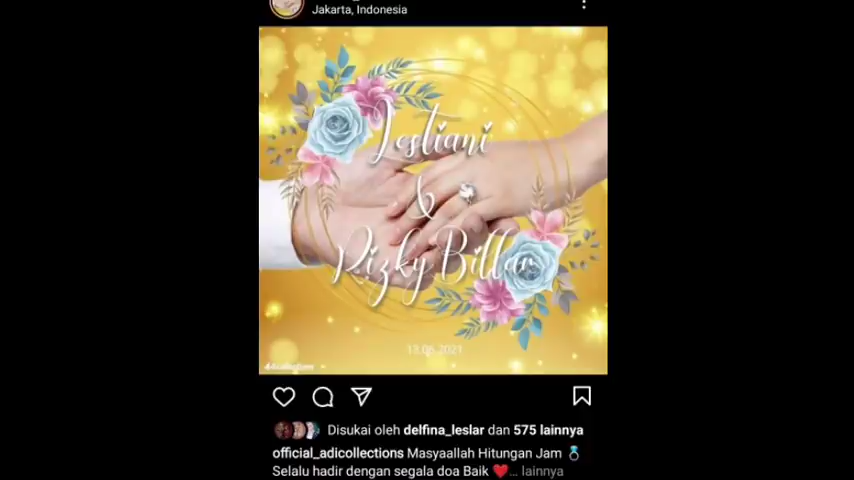 Jakarta, Indonesia
Lestiani
&
Rizky Billar
13.06.2021
Disukai oleh delfina_leslar dan 575 lainnya
official_adicollections Masyaallah Hitungan Jam 💍
Selalu hadir dengan segala doa Baik ❤️... lainnya